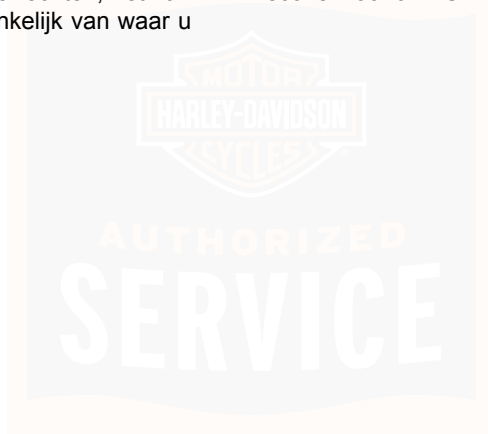 nkelijk van waar u
MOTOR
HARLEY-DAVIDSON
CYCLES
AUTHORIZED
SERVICE